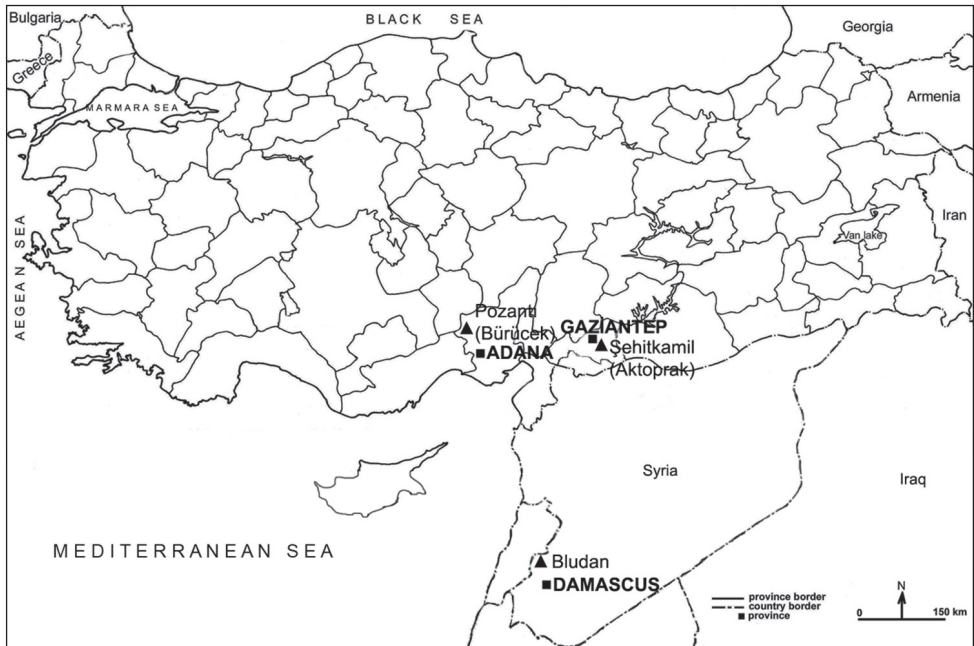 BLACK SEA
Bulgaria
Georgia
Greece
MARMARA SEA
Armenia
AEGEAN SEA
Iran
Van lake
Pozantı
(Bürücek)
ADANA
GAZIANTEP
Şehitkamil
(Aktoprak)
Syria
Iraq
MEDITERRANEAN SEA
Bludan
DAMASCUS
province border
country border
province
N
0 150 km